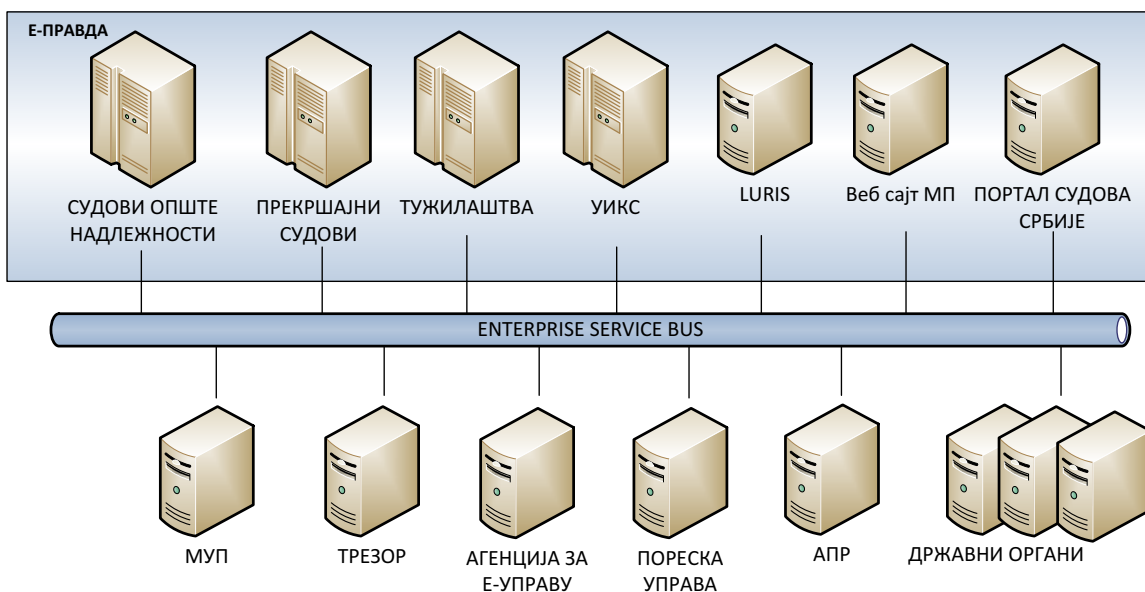 Е-ПРАВДА
СУДОВИ ОПШТЕ
НАДЛЕЖНОСТИ
ПРЕКРШАЈНИ
СУДОВИ
ТУЖИЛАШТВА
УИКС
LURIS
Веб сајт МП
ПОРТАЛ СУДОВА
СРБИЈЕ
ENTERPRISE SERVICE BUS
МУП
ТРЕЗОР
АГЕНЦИЈА ЗА
Е-УПРАВУ
ПОРЕСКА
УПРАВА
АПР
ДРЖАВНИ ОРГАНИ